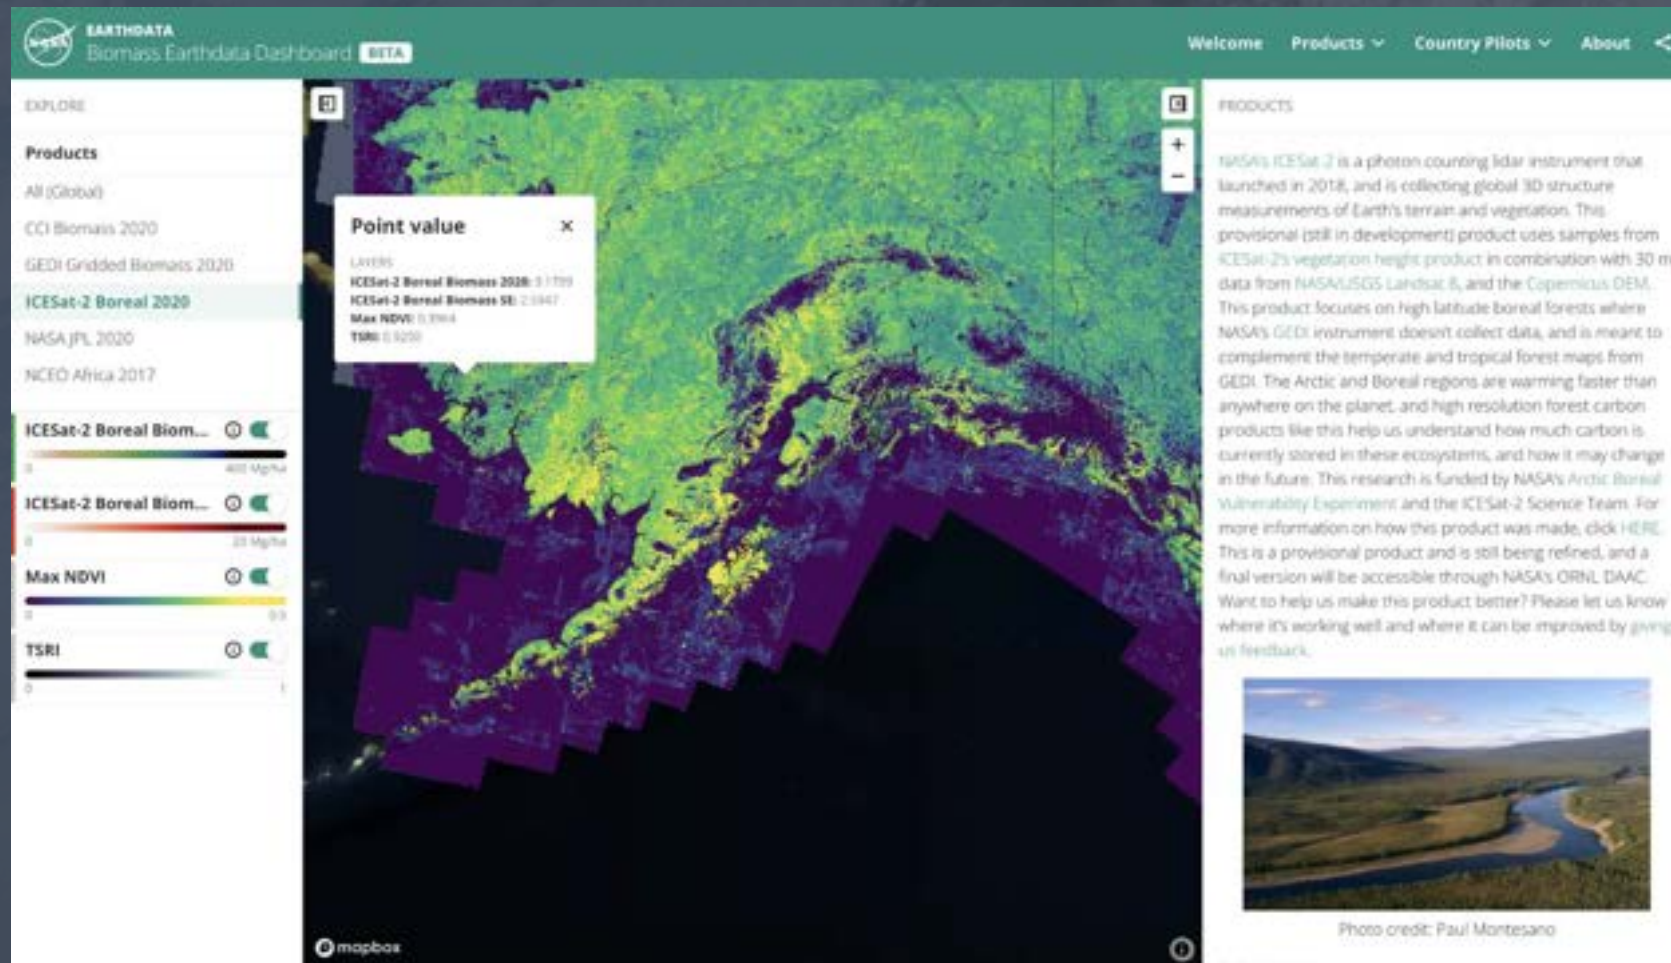 NASA
EARTHDATA
Biomass Earthdata Dashboard BETA
Welcome
Products
Country Pilots
About
EXPLORE
Products
All (Global)
CCI Biomass 2020
GEDI Gridded Biomass 2020
ICESat-2 Boreal 2020
NASA JPL 2020
NCEO Africa 2017
ICESat-2 Boreal Biom...
0 400 Mg/ha
ICESat-2 Boreal Biom...
0 20 Mg/ha
Max NDVI
0
TSRI
0 1
Point value
LAYERS
ICESat-2 Boreal Biomass 2020:
ICESat-2 Boreal Biomass SE:
Max NDVI:
TSRI:
mapbox
PRODUCTS
NASA's ICESat-2 is a photon counting lidar instrument that
launched in 2018, and is collecting global 3D structure
measurements of Earth's terrain and vegetation. This
provisional (still in development) product uses samples from
ICESat-2's vegetation height product in combination with 30 m
data from NASA/USGS Landsat 8, and the Copernicus DEM.
This product focuses on high latitude boreal forests where
NASA's GEDI instrument doesn't collect data, and is meant to
complement the temperate and tropical forest maps from
GEDI. The Arctic and Boreal regions are warming faster than
anywhere on the planet, and high resolution forest carbon
products like this help us understand how much carbon is
currently stored in these ecosystems, and how it may change
in the future. This research is funded by NASA's Arctic Boreal
Vulnerability Experiment and the ICESat-2 Science Team. For
more information on how this product was made, click HERE.
This is a provisional product and is still being refined, and a
final version will be accessible through NASA's ORNL DAAC.
Want to help us make this product better? Please let us know
where it's working well and where it can be improved by giving
us feedback.
Photo credit: Paul Montesano